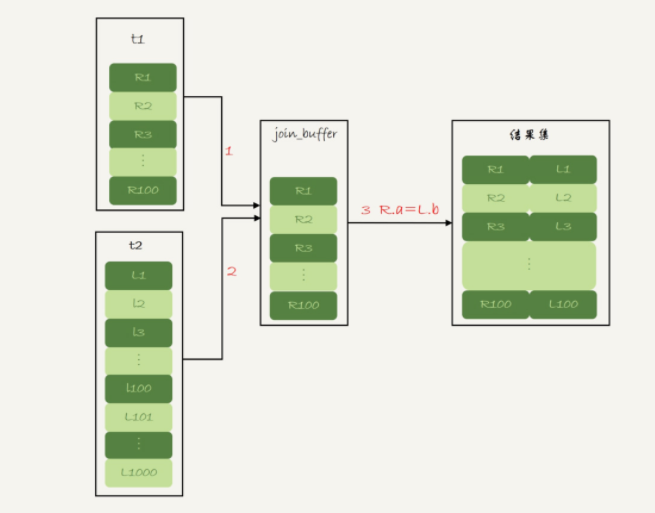 t1
R1
R2
R3
⋮
R100
1
t2
L1
l2
l3
⋮
l100
L101
⋮
L1000
2
join_buffer
R1
R2
R3
⋮
R100
3 R.a=L.b
结果集
R1 L1
R2 L2
R3 L3
⋮
R100 L100